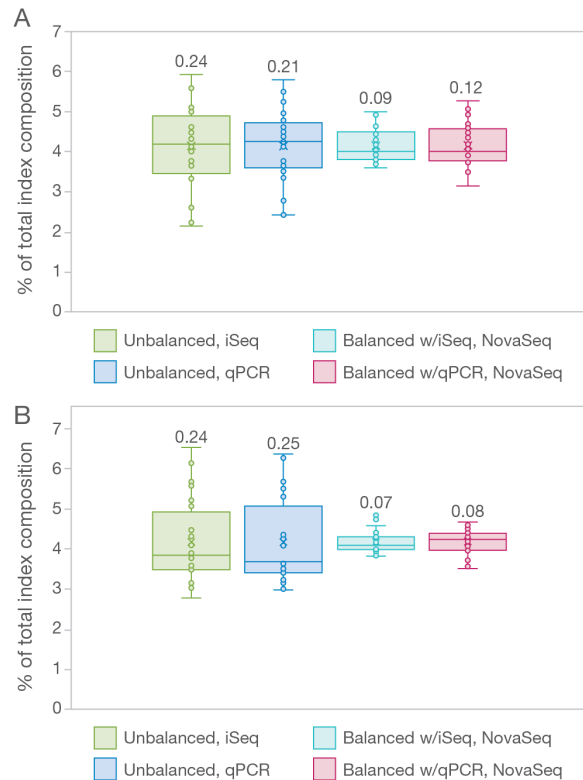 A
% of total index composition
7
6
5
4
3
2
1
0
0.24
0.21
0.09
0.12
Unbalanced, iSeq
Balanced w/iSeq, NovaSeq
Unbalanced, qPCR
Balanced w/qPCR, NovaSeq
B
% of total index composition
7
6
5
4
3
2
1
0
0.24
0.25
0.07
0.08
Unbalanced, iSeq
Balanced w/iSeq, NovaSeq
Unbalanced, qPCR
Balanced w/qPCR, NovaSeq